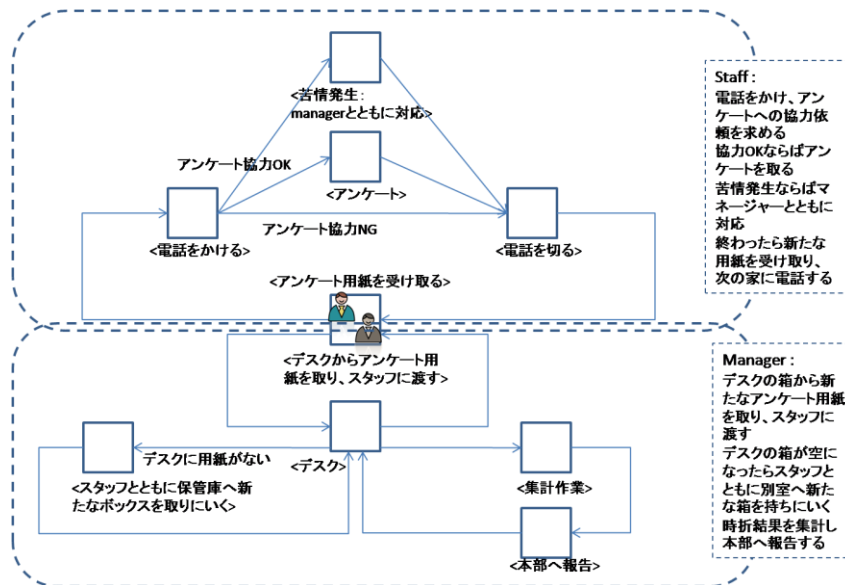 <苦情発生：
managerとともに対応>
アンケート協力OK
<アンケート>
アンケート協力NG
<電話をかける>
<電話を切る>
<アンケート用紙を受け取る>
Staff：
電話をかけ、アン
ケートへの協力依
頼を求める
協力OKならばアン
ケートを取る
苦情発生ならばマ
ネージャーとともに
対応
終わったら新たな
用紙を受け取り、
次の家に電話する
<デスクからアンケート用
紙を取り、スタッフに渡す>
デスクに用紙がない
<デスク>
<スタッフとともに保管庫へ新
たなボックスを取りにいく>
<集計作業>
<本部へ報告>
Manager：
デスクの箱から新
たなアンケート用紙
を取り、スタッフに
渡す
デスクの箱が空に
なったらスタッフと
ともに別室へ新た
な箱を持ちにいく
時折結果を集計し
本部へ報告する